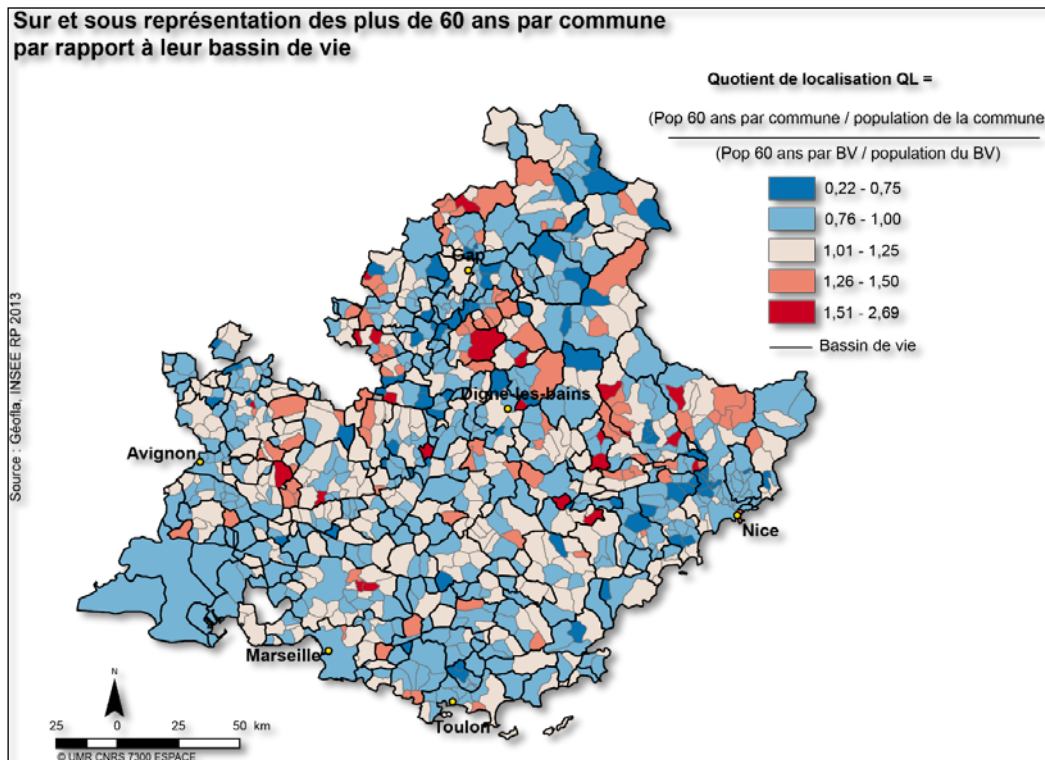 Sur et sous représentation des plus de 60 ans par commune
par rapport à leur bassin de vie
Quotient de localisation QL =
(Pop 60 ans par commune / population de la commune
(Pop 60 ans par BV / population du BV)
0,22 - 0,75
0,76 - 1,00
1,01 - 1,25
1,26 - 1,50
1,51 - 2,69
Bassin de vie
Gap
Digne-les-bains
Avignon
Nice
Marseille
Toulon
Source : Géofla, INSEE RP 2013
N
25 0 25 50 km
© UMR CNRS 7300 ESPACE